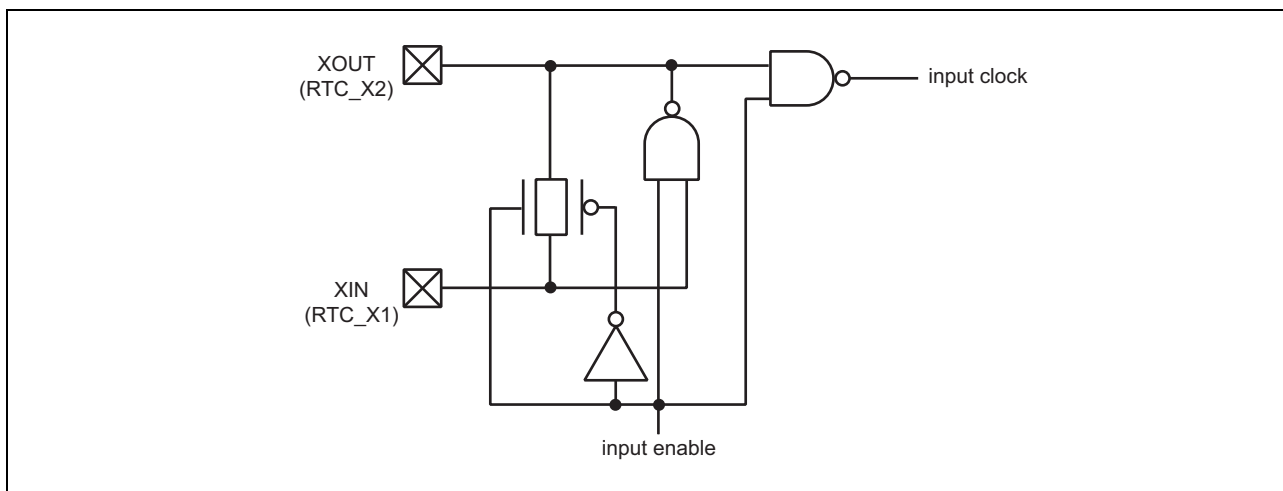 XOUT
(RTC_X2)
input clock
XIN
(RTC_X1)
input enable